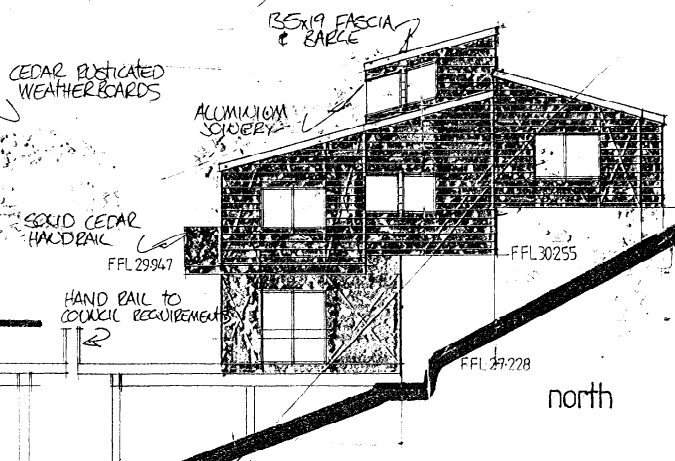 135x19 FASCIA
& BARGE
CEDAR RUSTICATED
WEATHERBOARDS
ALUMINIUM
JOINERY
SOLID CEDAR
HANDRAIL
FFL 29.947
FFL 30.255
HAND RAIL TO
COUNCIL REQUIREMENTS
FFL 27.228
north